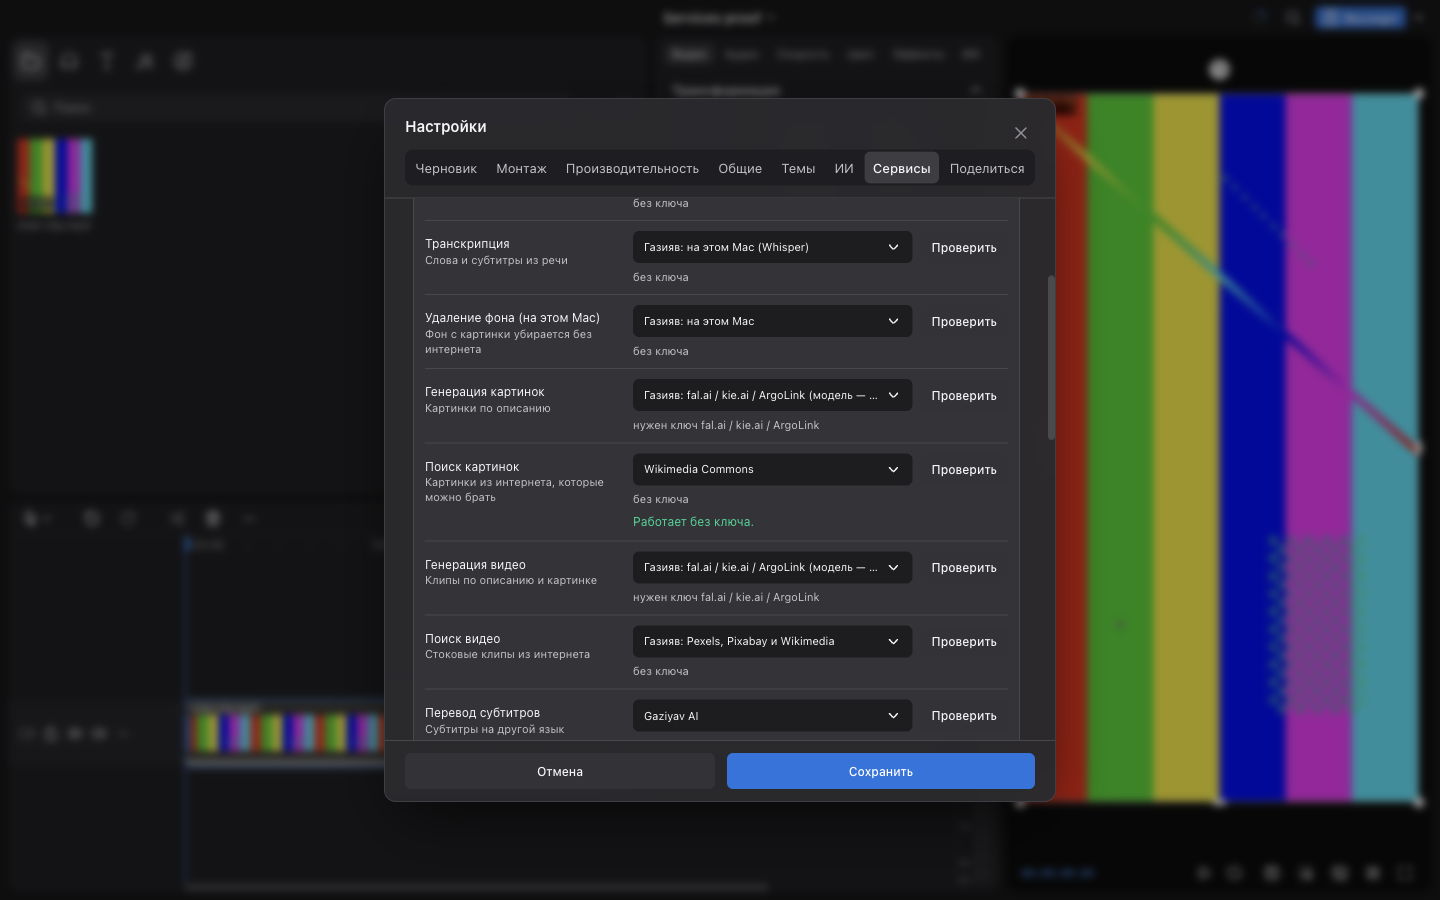 Настройки
Черновик Монтаж Производительность Общие Темы ИИ Сервисы Поделиться
без ключа
Транскрипция
Слова и субтитры из речи
Газияв: на этом Mac (Whisper)
Проверить
без ключа
Удаление фона (на этом Mac)
Фон с картинки убирается без
интернета
Газияв: на этом Mac
Проверить
без ключа
Генерация картинок
Картинки по описанию
Газияв: fal.ai / kie.ai / ArgoLink (модель — ...
Проверить
нужен ключ fal.ai / kie.ai / ArgoLink
Поиск картинок
Картинки из интернета, которые
можно брать
Wikimedia Commons
Проверить
без ключа
Работает без ключа.
Генерация видео
Клипы по описанию и картинке
Газияв: fal.ai / kie.ai / ArgoLink (модель — ...
Проверить
нужен ключ fal.ai / kie.ai / ArgoLink
Поиск видео
Стоковые клипы из интернета
Газияв: Pexels, Pixabay и Wikimedia
Проверить
без ключа
Перевод субтитров
Субтитры на другой язык
Gaziyav AI
Проверить
Отмена
Сохранить